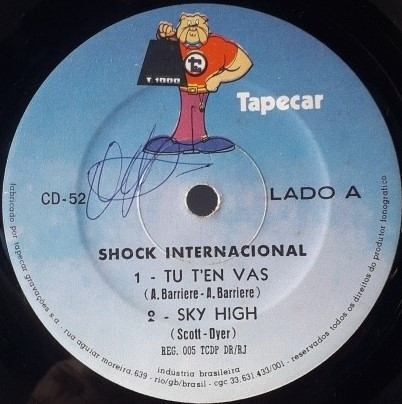 T. 1000
Tapecar
CD-52
LADO A
SHOCK INTERNACIONAL
1 - TU T'EN VAS
(A. Barriere-A. Barriere)
2 - SKY HIGH
(Scott-Dyer)
REG. 005 TCDP DR/RJ
indústria brasileira
fabricado por tapecar gravações s.a. - rua aguiar moreira, 639 - rio/gb/brasil - cgc 33.631.433/001 - reservados todos os direitos do produtor fonográfico